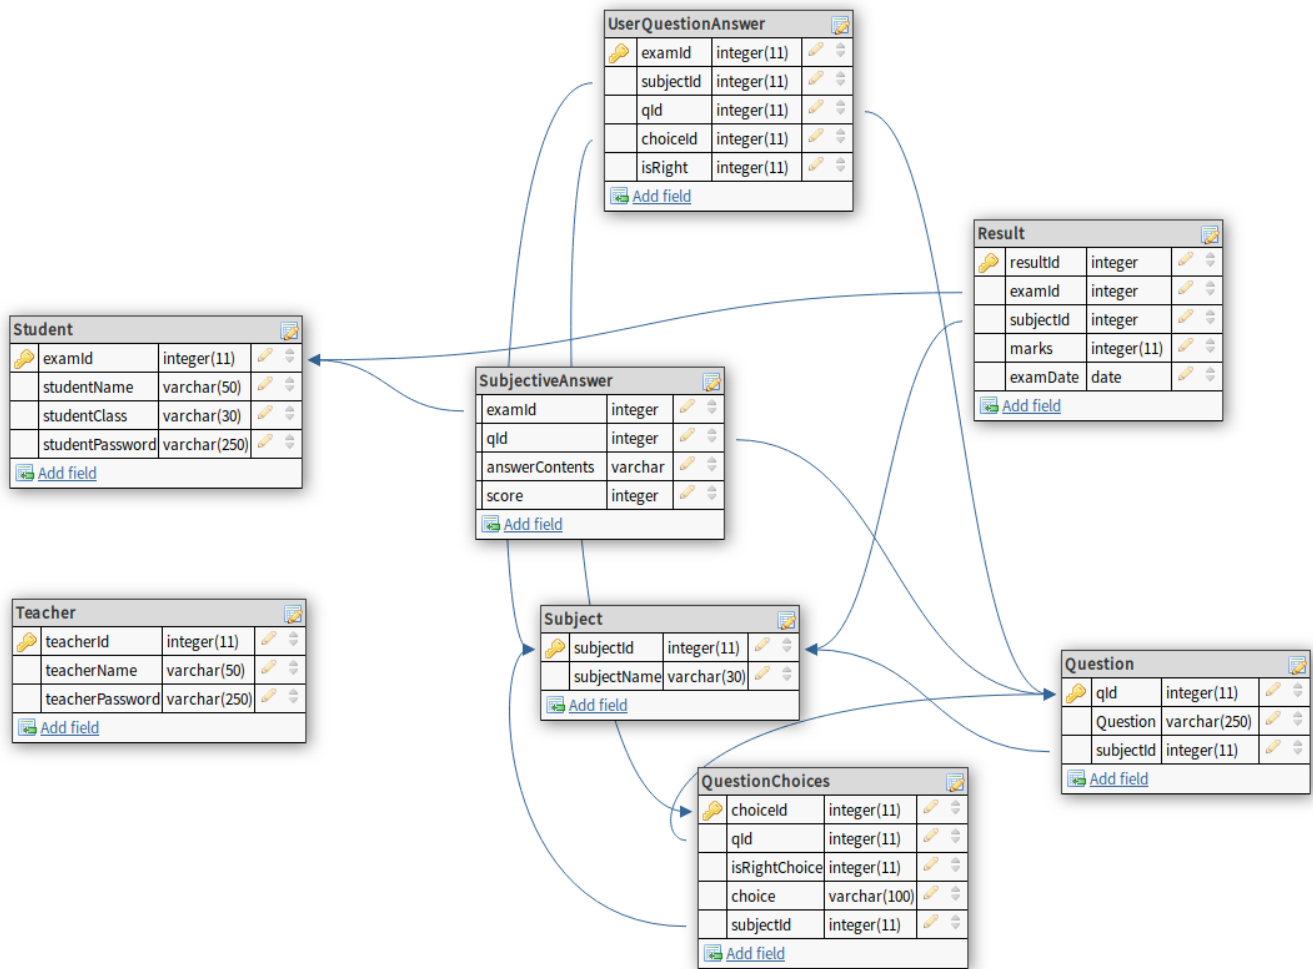 UserQuestionAnswer
examId integer(11)
subjectId integer(11)
qId integer(11)
choiceId integer(11)
isRight integer(11)
Add field
Result
resultId integer
examId integer
subjectId integer
marks integer(11)
examDate date
Add field
Student
examId integer(11)
studentName varchar(50)
studentClass varchar(30)
studentPassword varchar(250)
Add field
SubjectiveAnswer
examId integer
qId integer
answerContents varchar
score integer
Add field
Teacher
teacherId integer(11)
teacherName varchar(50)
teacherPassword varchar(250)
Add field
Subject
subjectId integer(11)
subjectName varchar(30)
Add field
Question
qId integer(11)
Question varchar(250)
subjectId integer(11)
Add field
QuestionChoices
choiceId integer(11)
qId integer(11)
isRightChoice integer(11)
choice varchar(100)
subjectId integer(11)
Add field